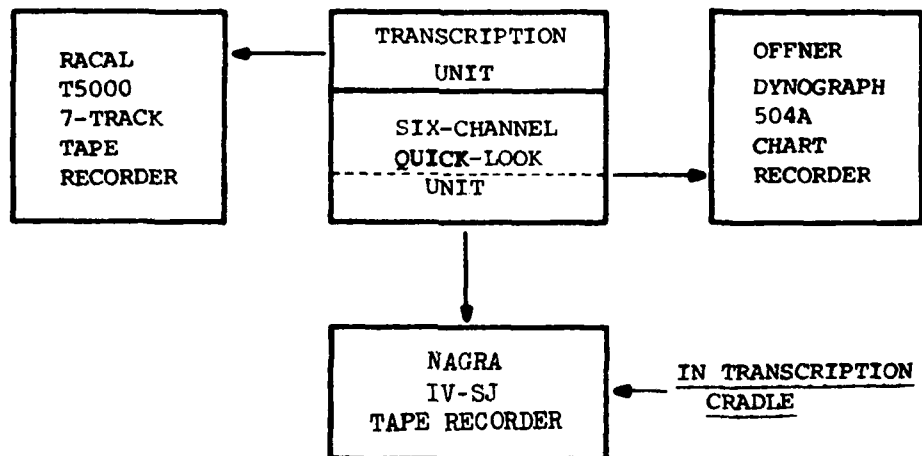 RACAL
T5000
7-TRACK
TAPE
RECORDER
TRANSCRIPTION
UNIT
SIX-CHANNEL
QUICK-LOOK
UNIT
OFFNER
DYNOGRAPH
504A
CHART
RECORDER
NAGRA
IV-SJ
TAPE RECORDER
IN TRANSCRIPTION
CRADLE